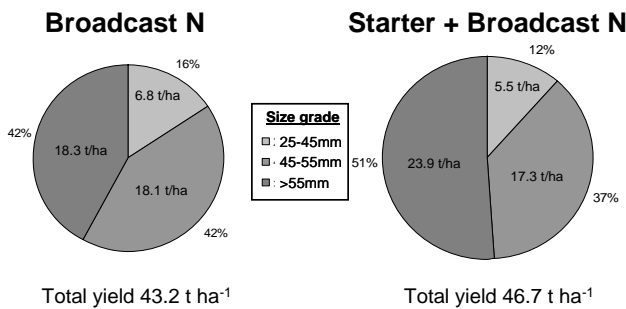 Broadcast N
Starter + Broadcast N
16%
6.8 t/ha
42%
18.3 t/ha
18.1 t/ha
42%
Size grade
25-45mm
45-55mm
>55mm
12%
5.5 t/ha
51%
23.9 t/ha
17.3 t/ha
37%
Total yield 43.2 t ha⁻¹
Total yield 46.7 t ha⁻¹